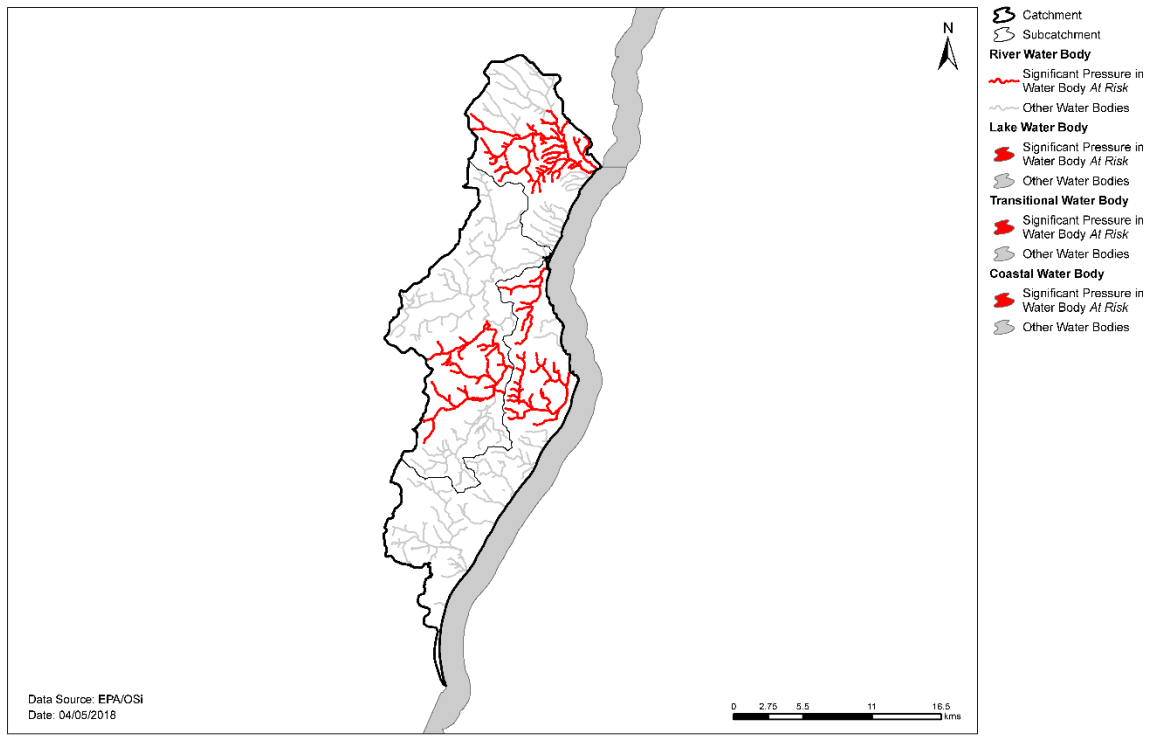 N
Catchment
Subcatchment
River Water Body
Significant Pressure in
Water Body At Risk
Other Water Bodies
Lake Water Body
Significant Pressure in
Water Body At Risk
Other Water Bodies
Transitional Water Body
Significant Pressure in
Water Body At Risk
Other Water Bodies
Coastal Water Body
Significant Pressure in
Water Body At Risk
Other Water Bodies
Data Source: EPA/OSi
Date: 04/05/2018
0 2.75 5.5 11 16.5
kms